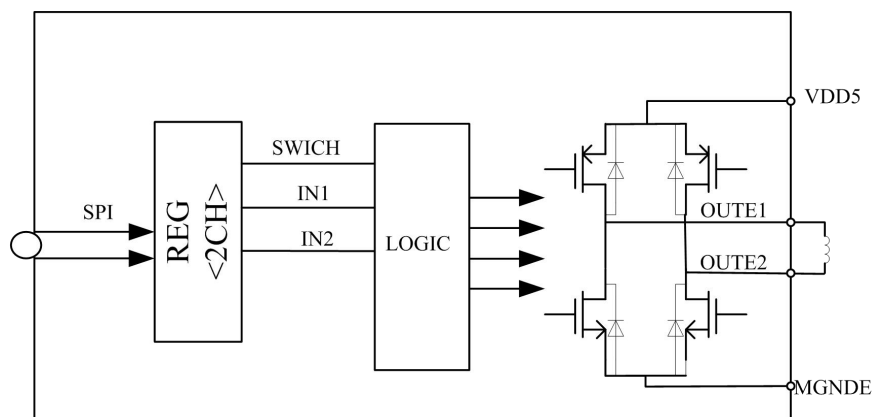 VDD5
SWICH
SPI
REG
<2CH>
IN1
IN2
LOGIC
OUTE1
OUTE2
MGNDE